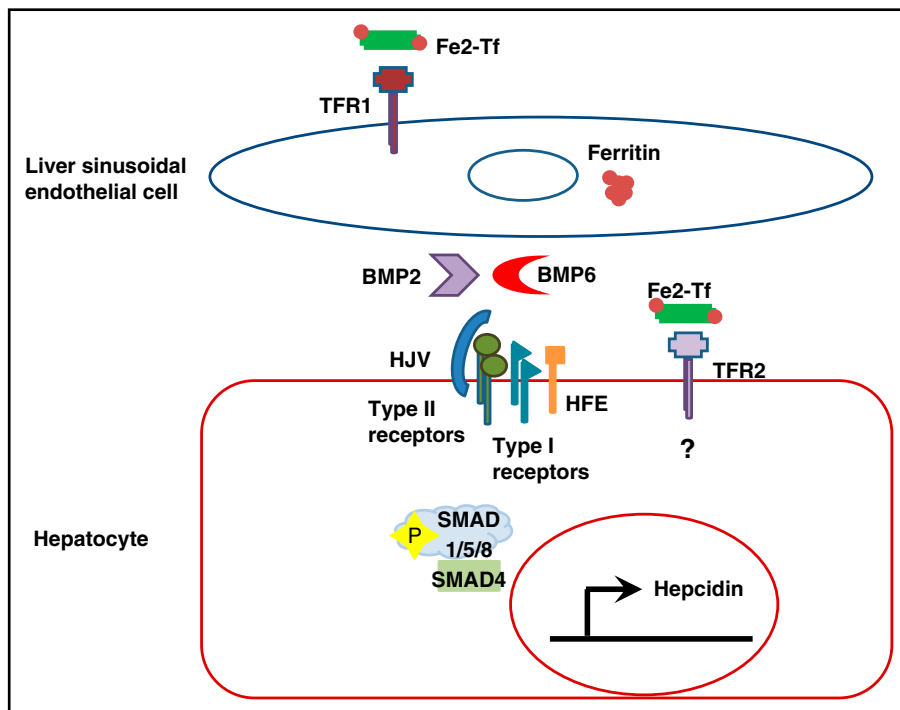 Fe2-Tf
TFR1
Liver sinusoidal
endothelial cell
Ferritin
BMP2
BMP6
Fe2-Tf
HJV
TFR2
HFE
Type II
receptors
Type I
receptors
?
Hepatocyte
P
SMAD
1/5/8
SMAD4
Hepcidin